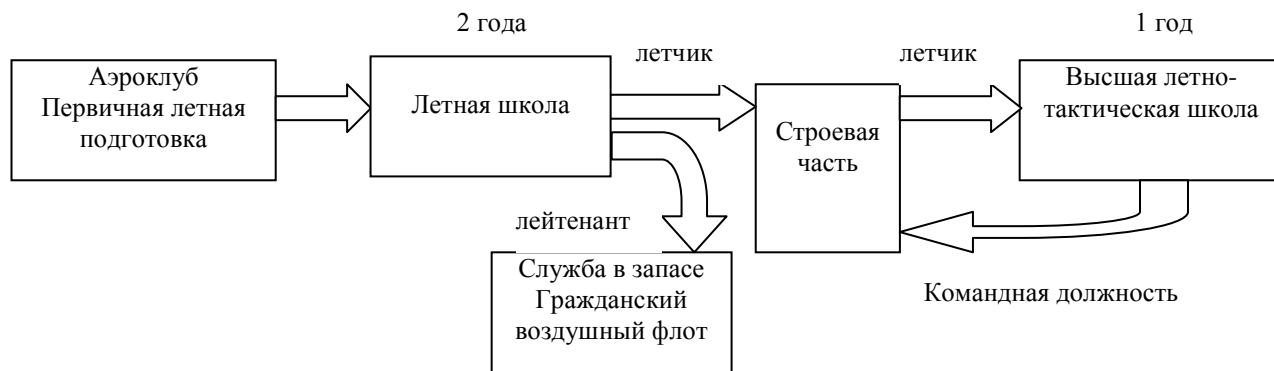 2 года
1 год
летчик
летчик
Аэроклуб
Первичная летная
подготовка
Летная школа
Строевая
часть
Высшая летно-
тактическая школа
лейтенант
Служба в запасе
Гражданский
воздушный флот
Командная должность